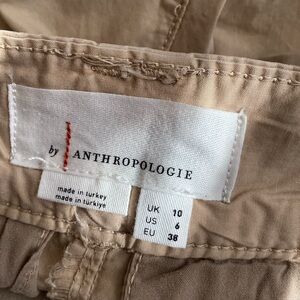 by ANTHROPOLOGIE
made in turkey
made in türkiye
UK 10
US 6
EU 38